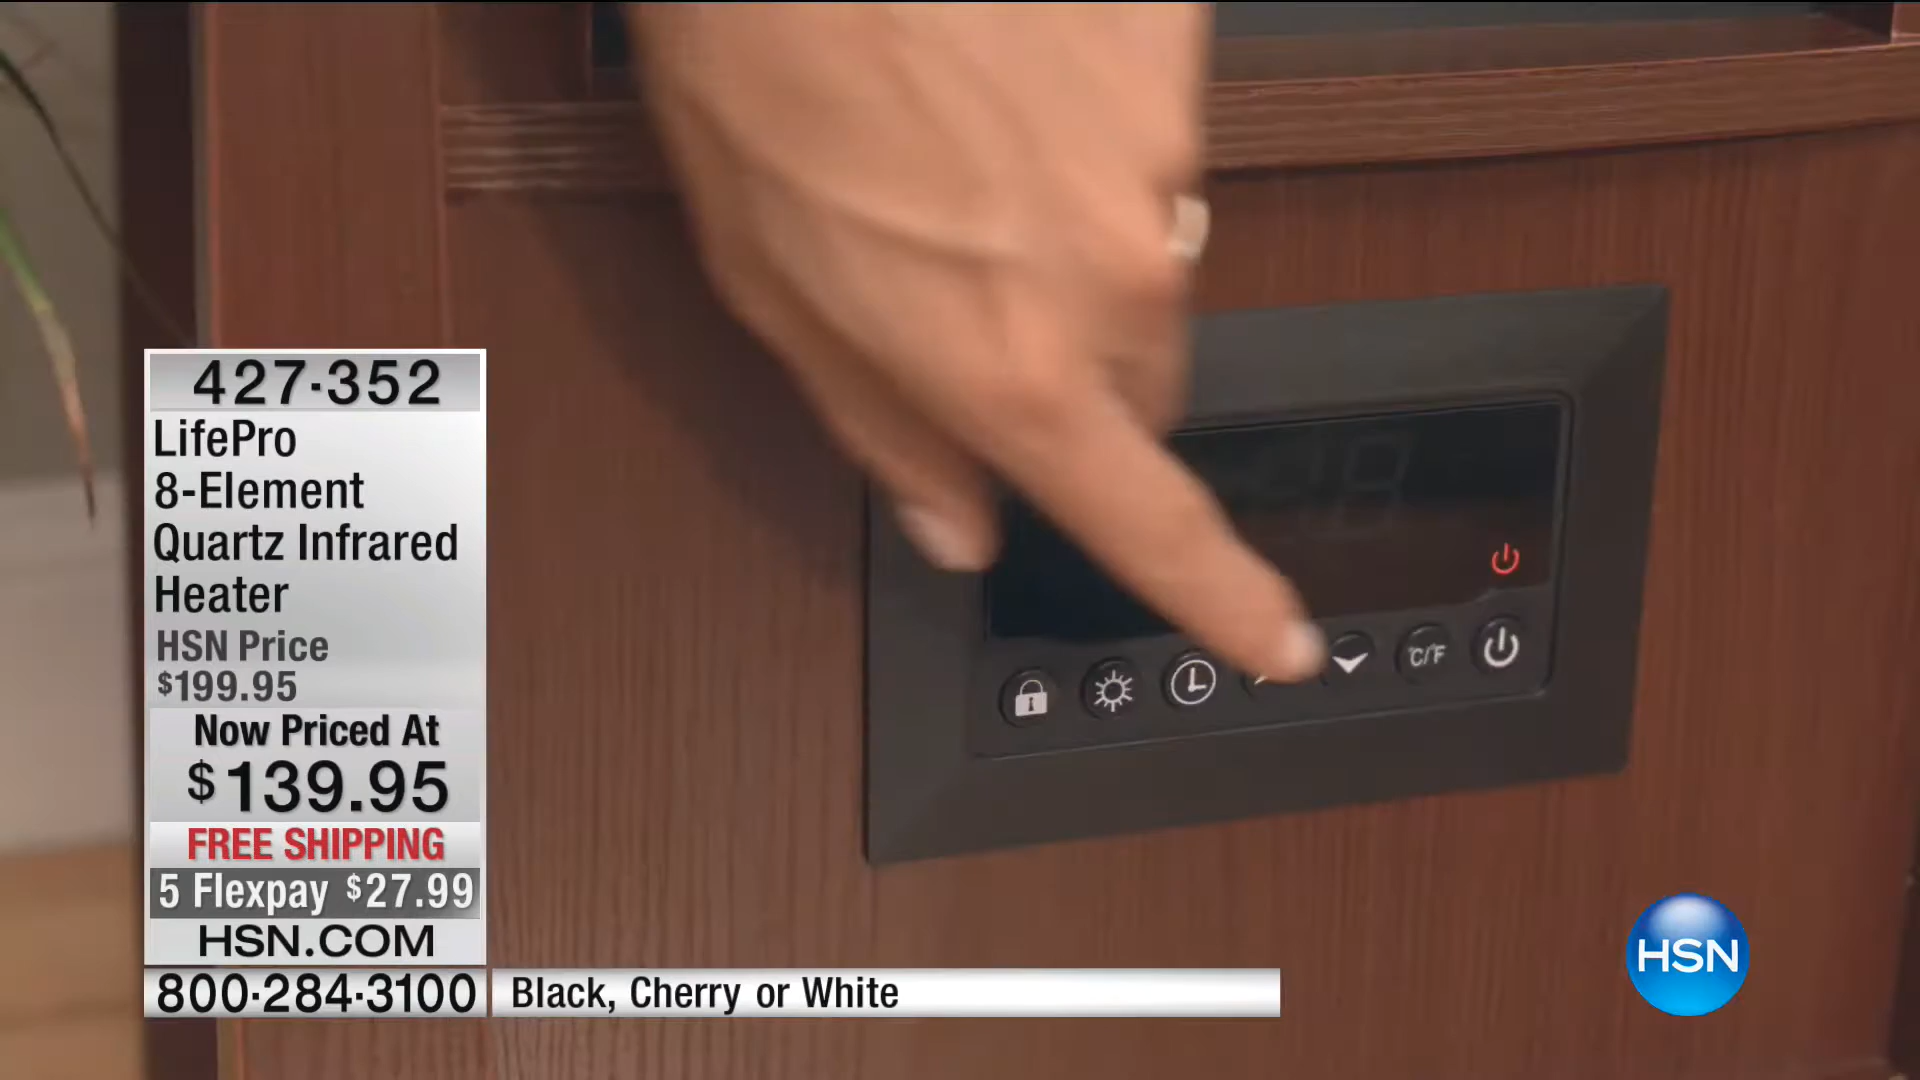 427·352
LifePro
8-Element
Quartz Infrared
Heater
HSN Price
$199.95
Now Priced At
$139.95
FREE SHIPPING
5 Flexpay $27.99
HSN.COM
800·284·3100
Black, Cherry or White
°C/F
HSN